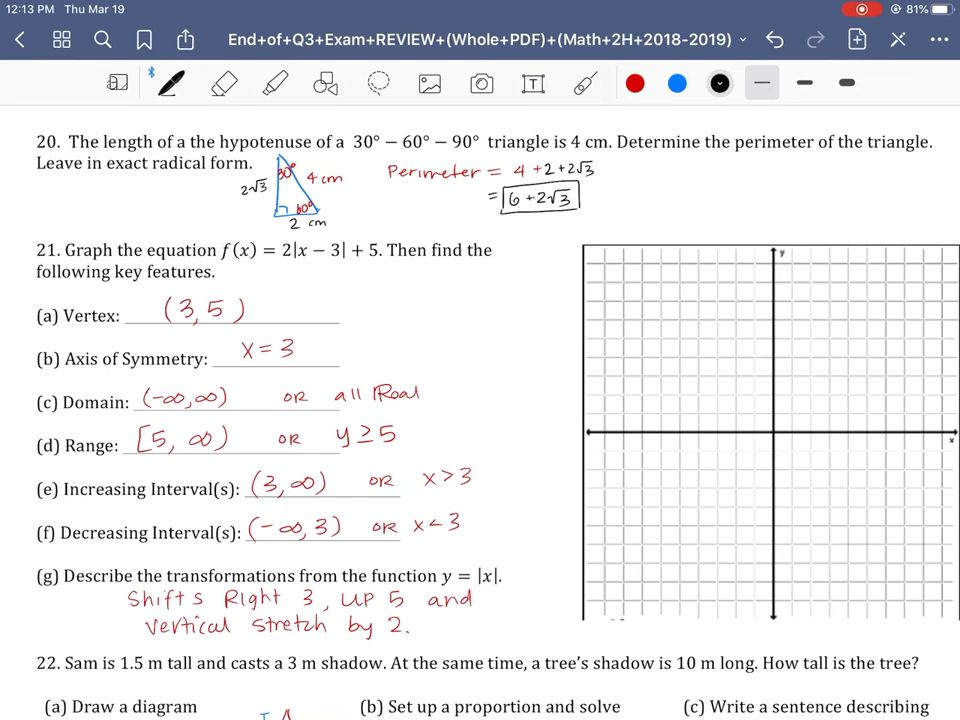 12:13 PM Thu Mar 19
81%
End+of+Q3+Exam+REVIEW+(Whole+PDF)+(Math+2H+2018-2019)
T
20. The length of a the hypotenuse of a 30° − 60° − 90° triangle is 4 cm. Determine the perimeter of the triangle.
Leave in exact radical form.
30°
4 cm
2√3
60°
2 cm
Perimeter = 4 + 2 + 2√3
= 6 + 2√3
21. Graph the equation f(x) = 2|x − 3| + 5. Then find the
following key features.
y
x
(a) Vertex: (3, 5)
(b) Axis of Symmetry: x = 3
(c) Domain: (-∞, ∞) OR all Real
(d) Range: [5, ∞) OR y ≥ 5
(e) Increasing Interval(s): (3, ∞) OR x > 3
(f) Decreasing Interval(s): (-∞, 3) OR x < 3
(g) Describe the transformations from the function y = |x|.
Shifts Right 3, UP 5 and
vertical stretch by 2.
22. Sam is 1.5 m tall and casts a 3 m shadow. At the same time, a tree's shadow is 10 m long. How tall is the tree?
(a) Draw a diagram (b) Set up a proportion and solve (c) Write a sentence describing